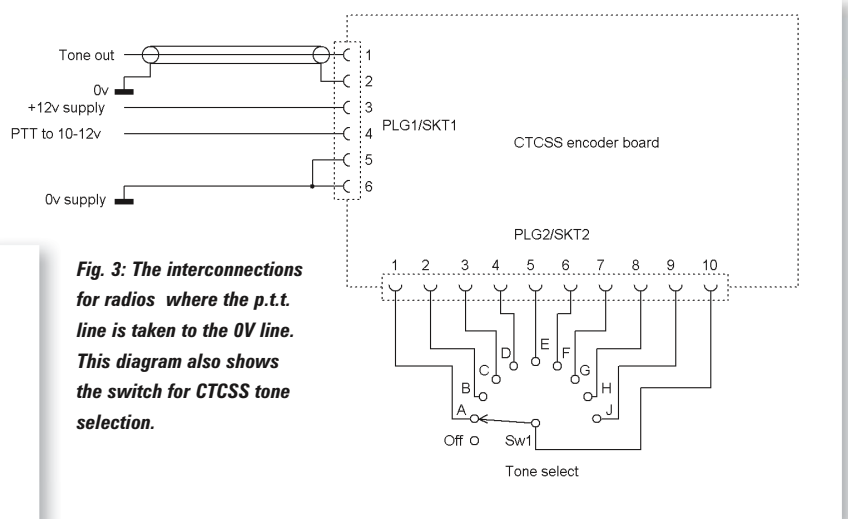 Tone out
0v
+12v supply
PTT to 10-12v
0v supply
1
2
3
4
5
6
PLG1/SKT1
CTCSS encoder board
PLG2/SKT2
1 2 3 4 5 6 7 8 9 10
A
B
C
D
E
F
G
H
J
Off
Sw1
Tone select
Fig. 3: The interconnections
for radios where the p.t.t.
line is taken to the 0V line.
This diagram also shows
the switch for CTCSS tone
selection.